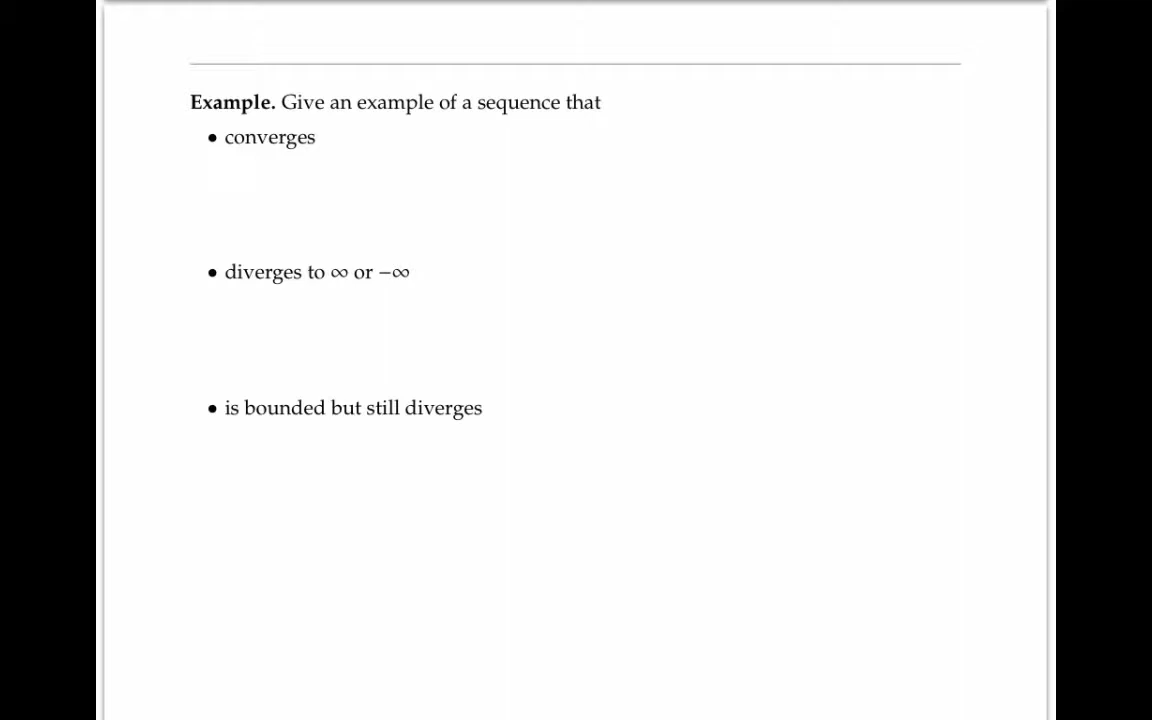 Example. Give an example of a sequence that
• converges
• diverges to ∞ or −∞
• is bounded but still diverges